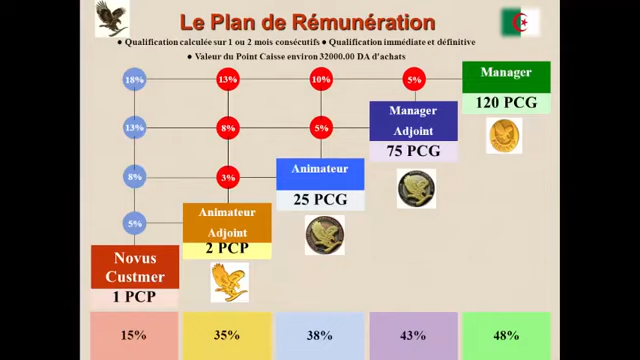 Le Plan de Rémunération
● Qualification calculée sur 1 ou 2 mois consécutifs ● Qualification immédiate et définitive
● Valeur du Point Caisse environ 32000.00 DA d'achats
18%
13%
10%
5%
Manager
120 PCG
13%
8%
5%
Manager
Adjoint
75 PCG
8%
3%
Animateur
25 PCG
5%
Animateur
Adjoint
2 PCP
Novus
Custmer
1 PCP
15%
35%
38%
43%
48%